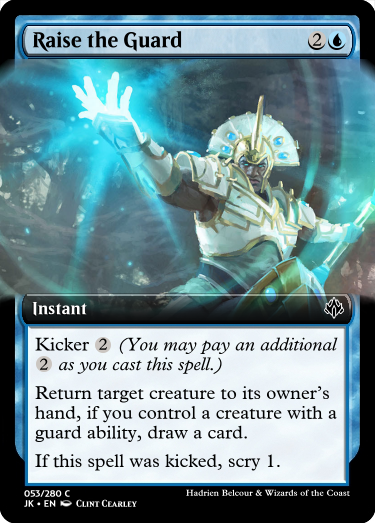 Raise the Guard 2
Instant
Kicker 2 (You may pay an additional
2 as you cast this spell.)
Return target creature to its owner's
hand, if you control a creature with a
guard ability, draw a card.
If this spell was kicked, scry 1.
053/280 C
Hadrien Belcour & Wizards of the Coast
JK • EN Clint Cearley